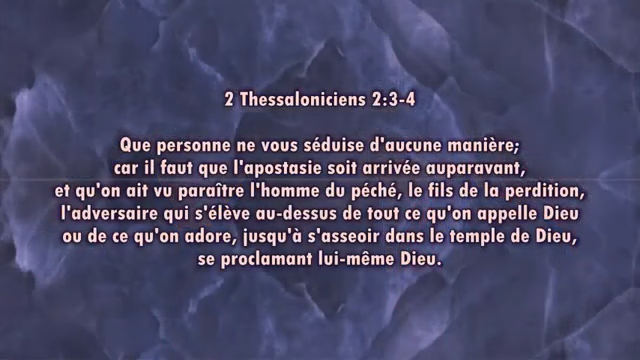 2 Thessaloniciens 2:3-4
Que personne ne vous séduise d'aucune manière;
car il faut que l'apostasie soit arrivée auparavant,
et qu'on ait vu paraître l'homme du péché, le fils de la perdition,
l'adversaire qui s'élève au-dessus de tout ce qu'on appelle Dieu
ou de ce qu'on adore, jusqu'à s'asseoir dans le temple de Dieu,
se proclamant lui-même Dieu.